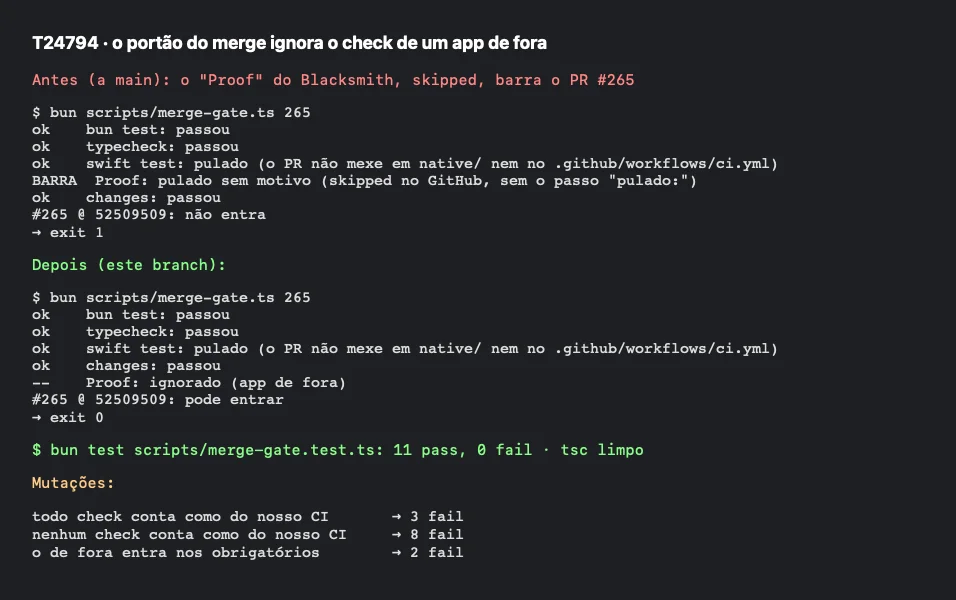 T24794 · o portão do merge ignora o check de um app de fora
Antes (a main): o "Proof" do Blacksmith, skipped, barra o PR #265
$ bun scripts/merge-gate.ts 265
ok    bun test: passou
ok    typecheck: passou
ok    swift test: pulado (o PR não mexe em native/ nem no .github/workflows/ci.yml)
BARRA  Proof: pulado sem motivo (skipped no GitHub, sem o passo "pulado:")
ok    changes: passou
#265 @ 52509509: não entra
→ exit 1
Depois (este branch):
$ bun scripts/merge-gate.ts 265
ok    bun test: passou
ok    typecheck: passou
ok    swift test: pulado (o PR não mexe em native/ nem no .github/workflows/ci.yml)
ok    changes: passou
--    Proof: ignorado (app de fora)
#265 @ 52509509: pode entrar
→ exit 0
$ bun test scripts/merge-gate.test.ts: 11 pass, 0 fail · tsc limpo
Mutações:
todo check conta como do nosso CI       → 3 fail
nenhum check conta como do nosso CI     → 8 fail
o de fora entra nos obrigatórios        → 2 fail